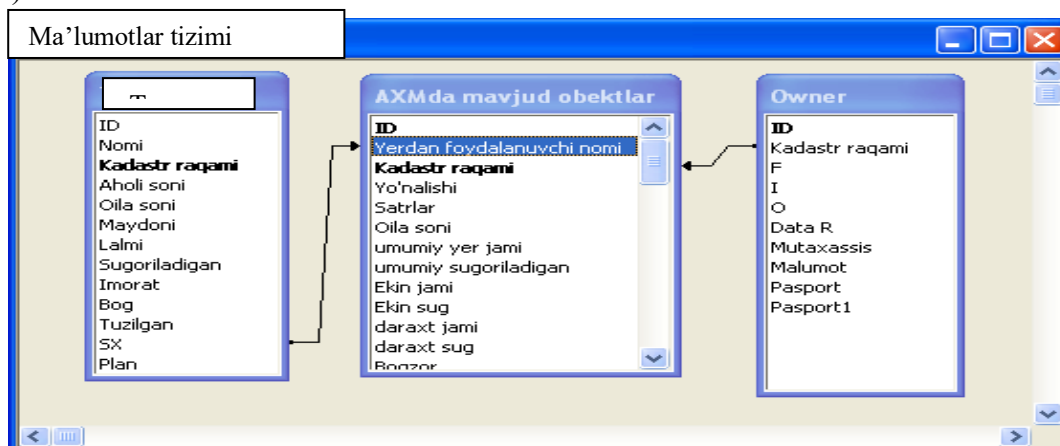 Ma’lumotlar tizimi
AXMda mavjud obektlar
Owner
ID
Nomi
Kadastr raqami
Aholi soni
Oila soni
Maydoni
Lalmi
Sugoriladigan
Imorat
Bog
Tuzilgan
SX
Plan
ID
Yerdan foydalanuvchi nomi
Kadastr raqami
Yo'nalishi
Satrlar
Oila soni
umumiy yer jami
umumiy sugoriladigan
Ekin jami
Ekin sug
daraxt jami
daraxt sug
Bogzor
ID
Kadastr raqami
F
I
O
Data R
Mutaxassis
Malumot
Pasport
Pasport1